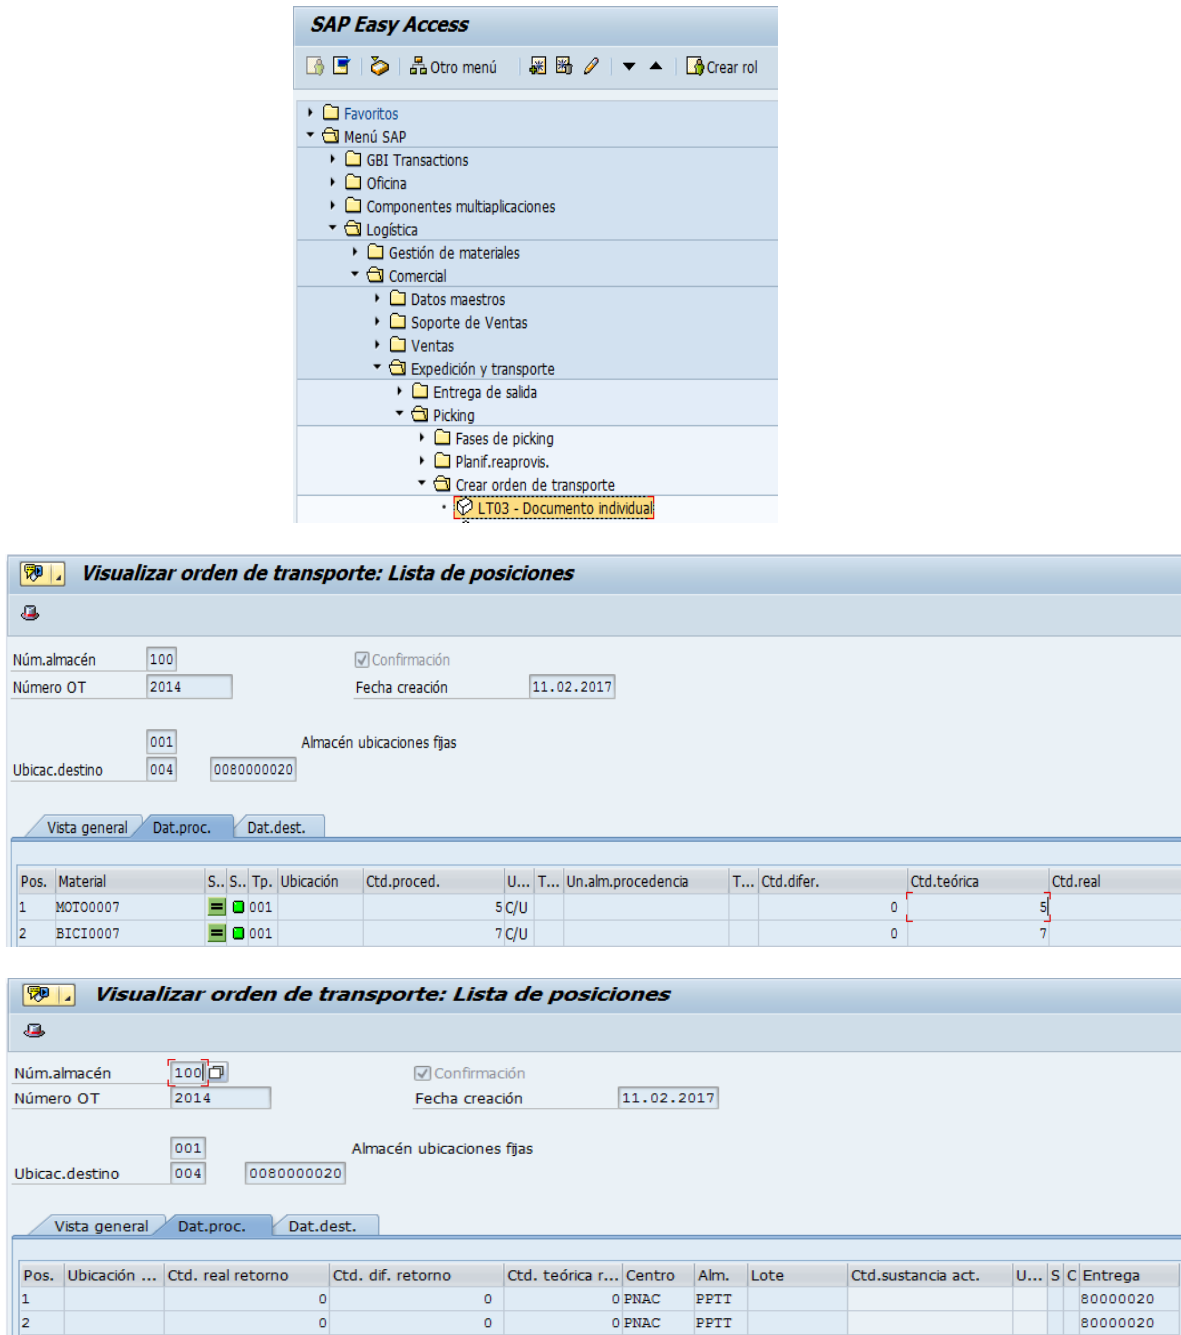 SAP Easy Access
Otro menú Crear rol
Favoritos
Menú SAP
GBI Transactions
Oficina
Componentes multiaplicaciones
Logística
Gestión de materiales
Comercial
Datos maestros
Soporte de Ventas
Ventas
Expedición y transporte
Entrega de salida
Picking
Fases de picking
Planif.reaprovis.
Crear orden de transporte
LT03 - Documento individual
Visualizar orden de transporte: Lista de posiciones
Núm.almacén 100 Confirmación
Número OT 2014 Fecha creación 11.02.2017
001 Almacén ubicaciones fijas
Ubicac.destino 004 0080000020
Vista general Dat.proc. Dat.dest.
Pos. Material S.. S.. Tp. Ubicación Ctd.proced. U... T... Un.alm.procedencia T... Ctd.difer. Ctd.teórica Ctd.real
1 MOTO0007 001 5 C/U 0 5
2 BICI0007 001 7 C/U 0 7
Visualizar orden de transporte: Lista de posiciones
Núm.almacén 100 Confirmación
Número OT 2014 Fecha creación 11.02.2017
001 Almacén ubicaciones fijas
Ubicac.destino 004 0080000020
Vista general Dat.proc. Dat.dest.
Pos. Ubicación ... Ctd. real retorno Ctd. dif. retorno Ctd. teórica r... Centro Alm. Lote Ctd.sustancia act. U... S C Entrega
1 0 0 0 PNAC PPTT 80000020
2 0 0 0 PNAC PPTT 80000020